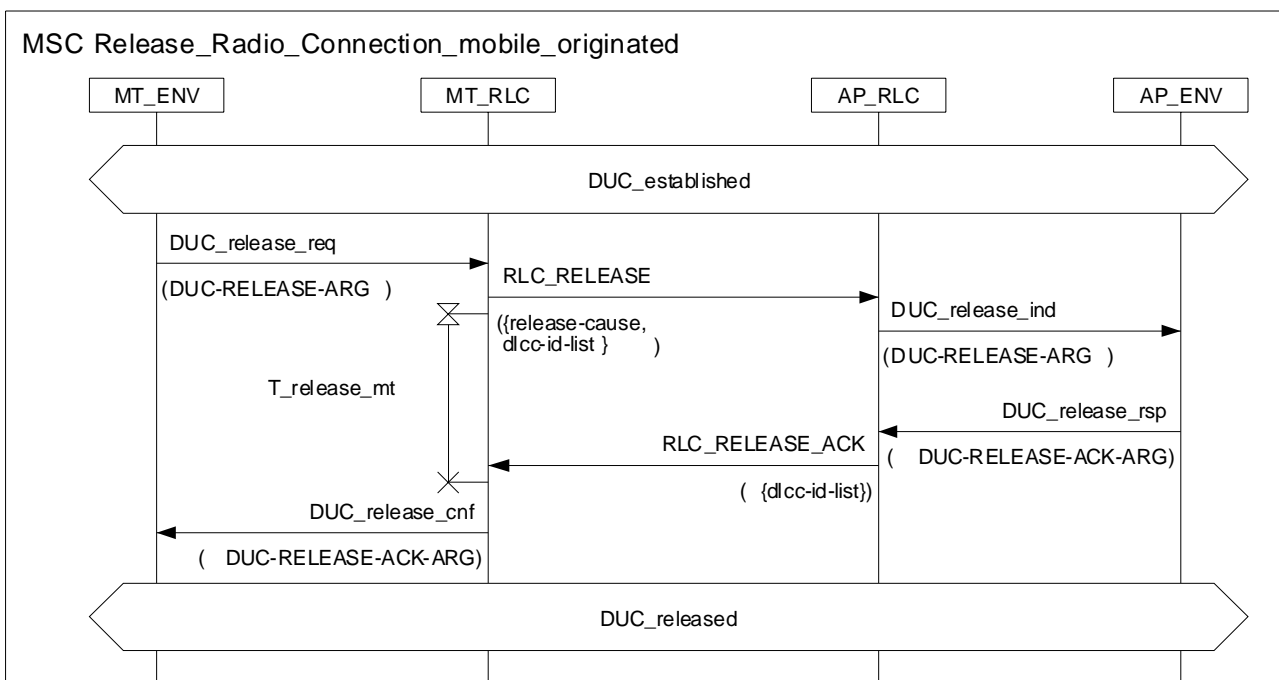 MSC Release_Radio_Connection_mobile_originated
MT_ENV
MT_RLC
AP_RLC
AP_ENV
DUC_established
DUC_release_req
(DUC-RELEASE-ARG )
RLC_RELEASE
({release-cause,
dlcc-id-list } )
DUC_release_ind
(DUC-RELEASE-ARG )
T_release_mt
DUC_release_rsp
( DUC-RELEASE-ACK-ARG)
RLC_RELEASE_ACK
( {dlcc-id-list})
DUC_release_cnf
( DUC-RELEASE-ACK-ARG)
DUC_released